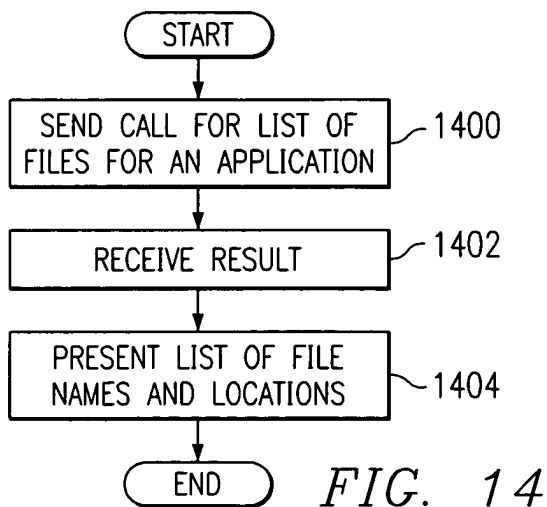 START
SEND CALL FOR LIST OF
FILES FOR AN APPLICATION
1400
RECEIVE RESULT
1402
PRESENT LIST OF FILE
NAMES AND LOCATIONS
1404
END
FIG. 14